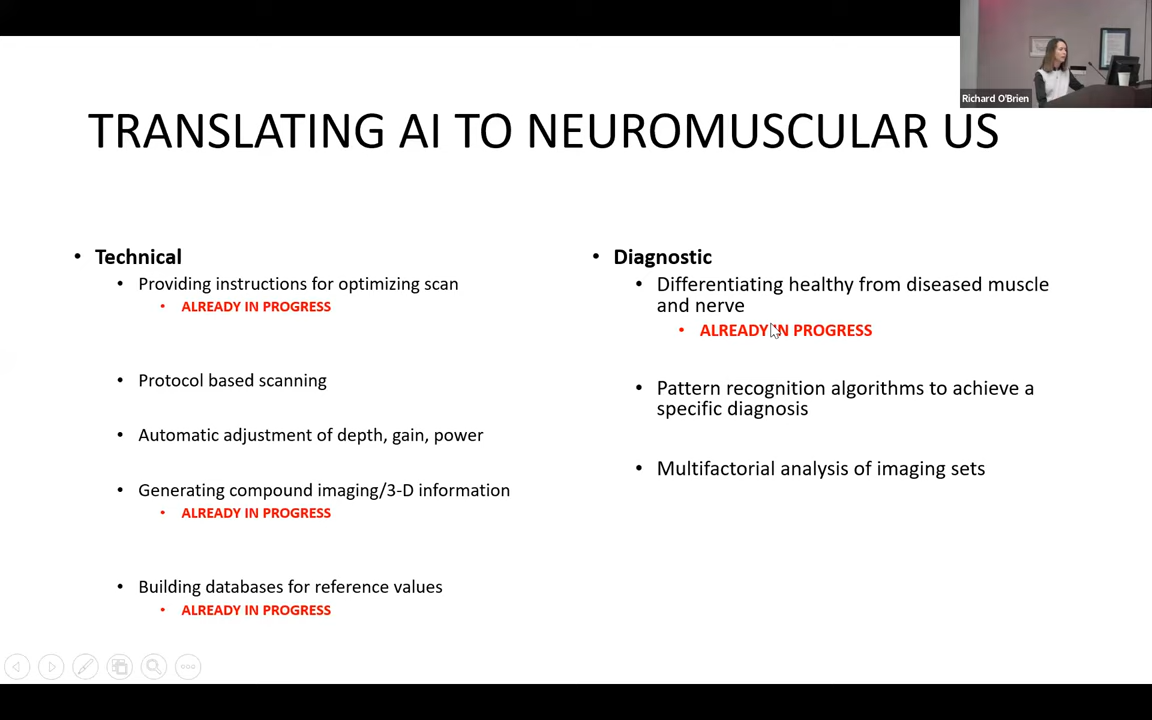 Richard O'Brien
TRANSLATING AI TO NEUROMUSCULAR US
• Technical
• Providing instructions for optimizing scan
• ALREADY IN PROGRESS
• Protocol based scanning
• Automatic adjustment of depth, gain, power
• Generating compound imaging/3-D information
• ALREADY IN PROGRESS
• Building databases for reference values
• ALREADY IN PROGRESS
• Diagnostic
• Differentiating healthy from diseased muscle
and nerve
• ALREADY IN PROGRESS
• Pattern recognition algorithms to achieve a
specific diagnosis
• Multifactorial analysis of imaging sets